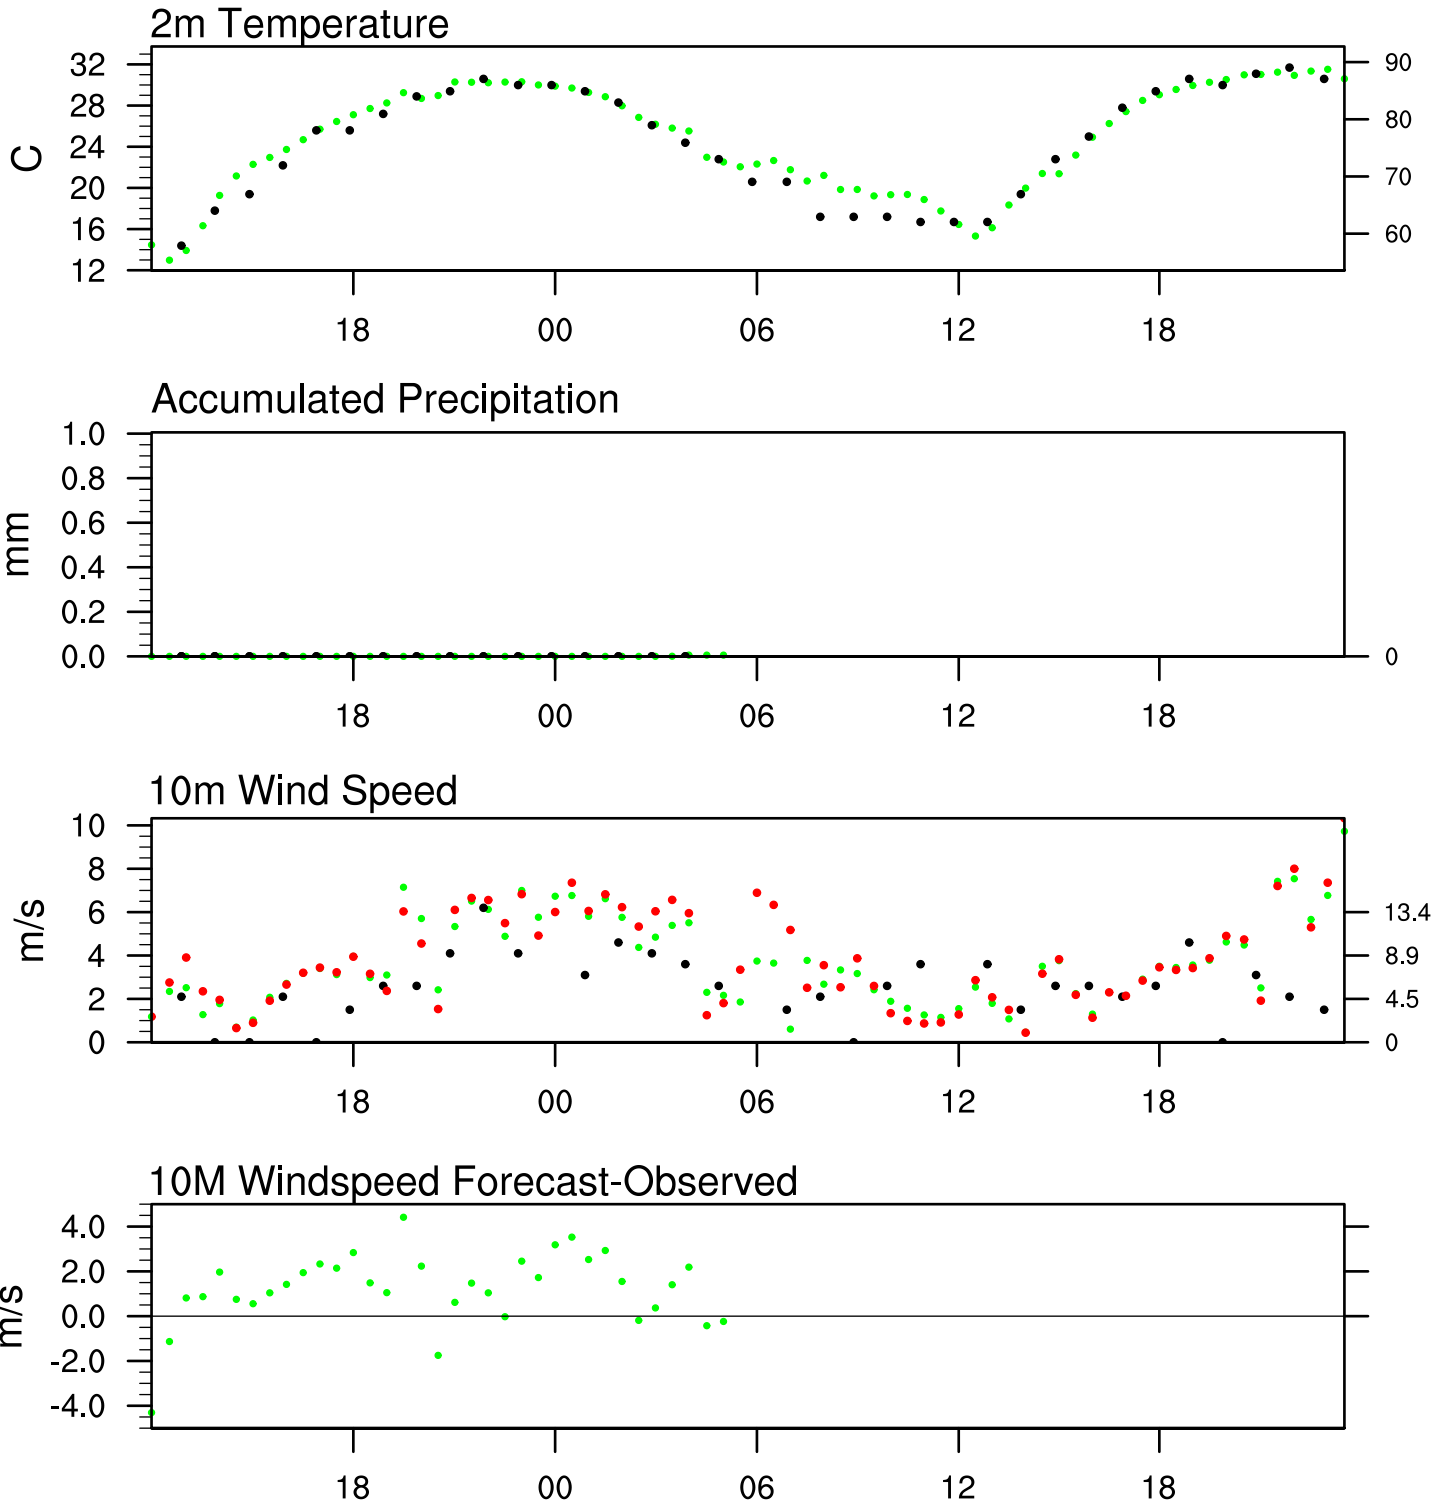 2m Temperature
32
28
24
20
16
12
C
90
80
70
60
18 00 06 12 18
Accumulated Precipitation
1.0
0.8
0.6
0.4
0.2
0.0
mm
0
18 00 06 12 18
10m Wind Speed
10
8
6
4
2
0
m/s
13.4
8.9
4.5
0
18 00 06 12 18
10M Windspeed Forecast-Observed
4.0
2.0
0.0
-2.0
-4.0
m/s
18 00 06 12 18